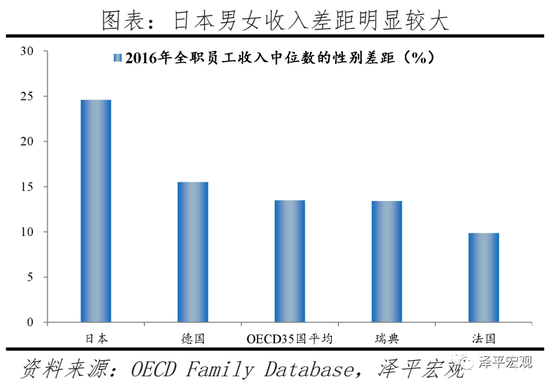 图表：日本男女收入差距明显较大
2016年全职员工收入中位数的性别差距（%）
30
25
20
15
10
5
0
日本 德国 OECD35国平均 瑞典 法国
资料来源：OECD Family Database，泽平宏观
泽平宏观